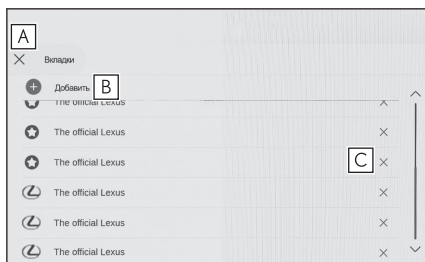 A
Вкладки
Добавить B
The official Lexus
The official Lexus
The official Lexus C
The official Lexus
The official Lexus
The official Lexus